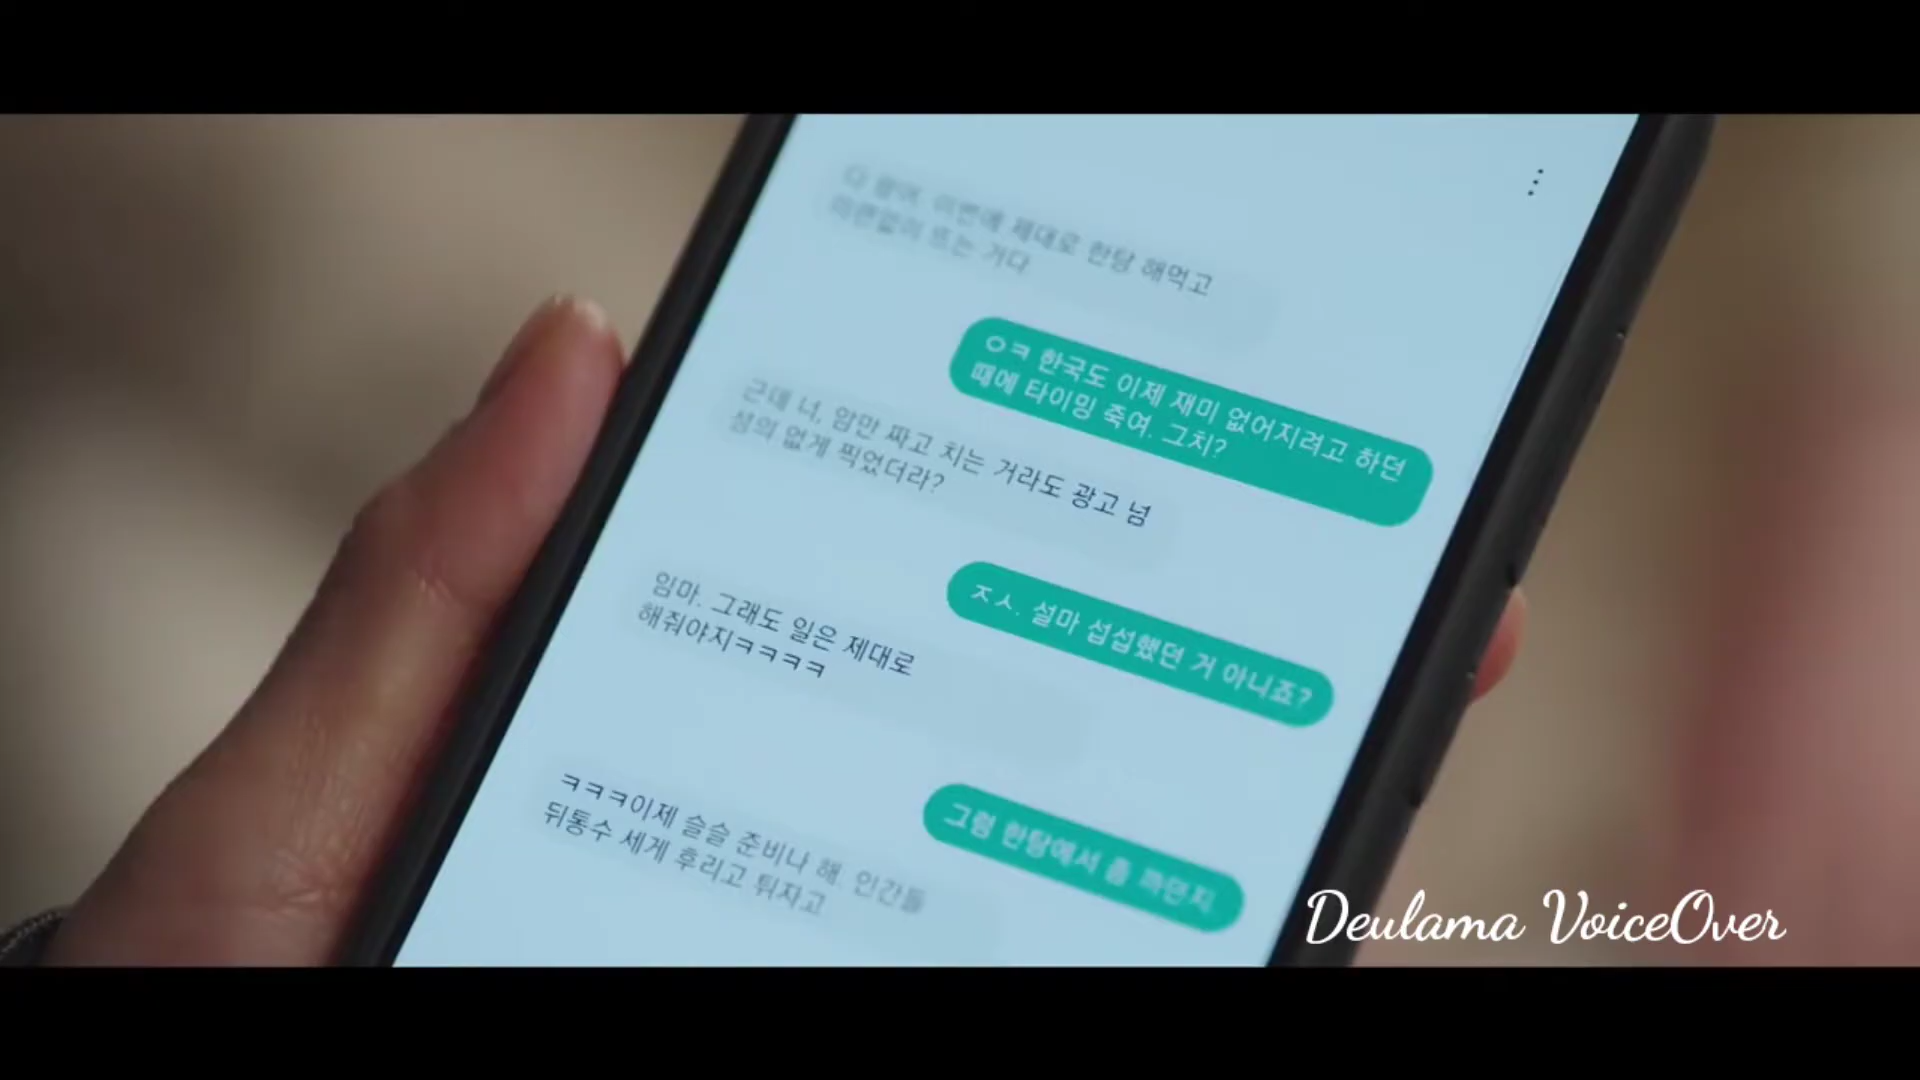 이번에 제대로 한탕 해먹고
미련없이 뜨는 거다
ㅇㅋ 한국도 이제 재미 없어지려고 하던
때에 타이밍 죽여. 그치?
근데 너, 암만 짜고 치는 거라도 광고 넘
성의 없게 찍었더라?
ㅈㅅ. 설마 섭섭했던 거 아니죠?
임마. 그래도 일은 제대로
해줘야지ㅋㅋㅋㅋ
그럼 한탕에서 좀 까던지
ㅋㅋㅋ이제 슬슬 준비나 해. 인간들
뒤통수 세게 후리고 튀자고
Deulama VoiceOver